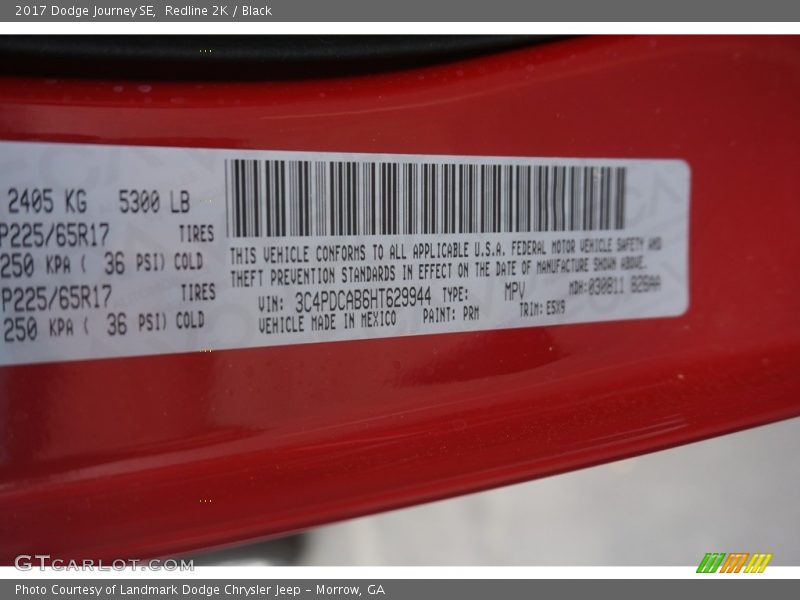 2017 Dodge Journey SE, Redline 2K / Black
2405 KG 5300 LB
P225/65R17 TIRES
250 KPA ( 36 PSI) COLD
P225/65R17 TIRES
250 KPA ( 36 PSI) COLD
THIS VEHICLE CONFORMS TO ALL APPLICABLE U.S.A. FEDERAL MOTOR VEHICLE SAFETY AND
THEFT PREVENTION STANDARDS IN EFFECT ON THE DATE OF MANUFACTURE SHOWN ABOVE.
VIN: 3C4PDCAB6HT629944 TYPE: MPV MDH:030811 626AA
VEHICLE MADE IN MEXICO PAINT: PRM TRIM: E5X9
GTCarlot.com
Photo Courtesy of Landmark Dodge Chrysler Jeep – Morrow, GA